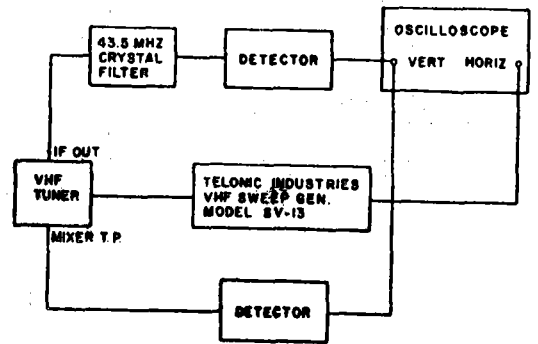 43.5 MHZ
CRYSTAL
FILTER
DETECTOR
OSCILLOSCOPE
VERT HORIZ
IF OUT
VHF
TUNER
MIXER T.P.
TELONIC INDUSTRIES
VHF SWEEP GEN.
MODEL SV-13
DETECTOR